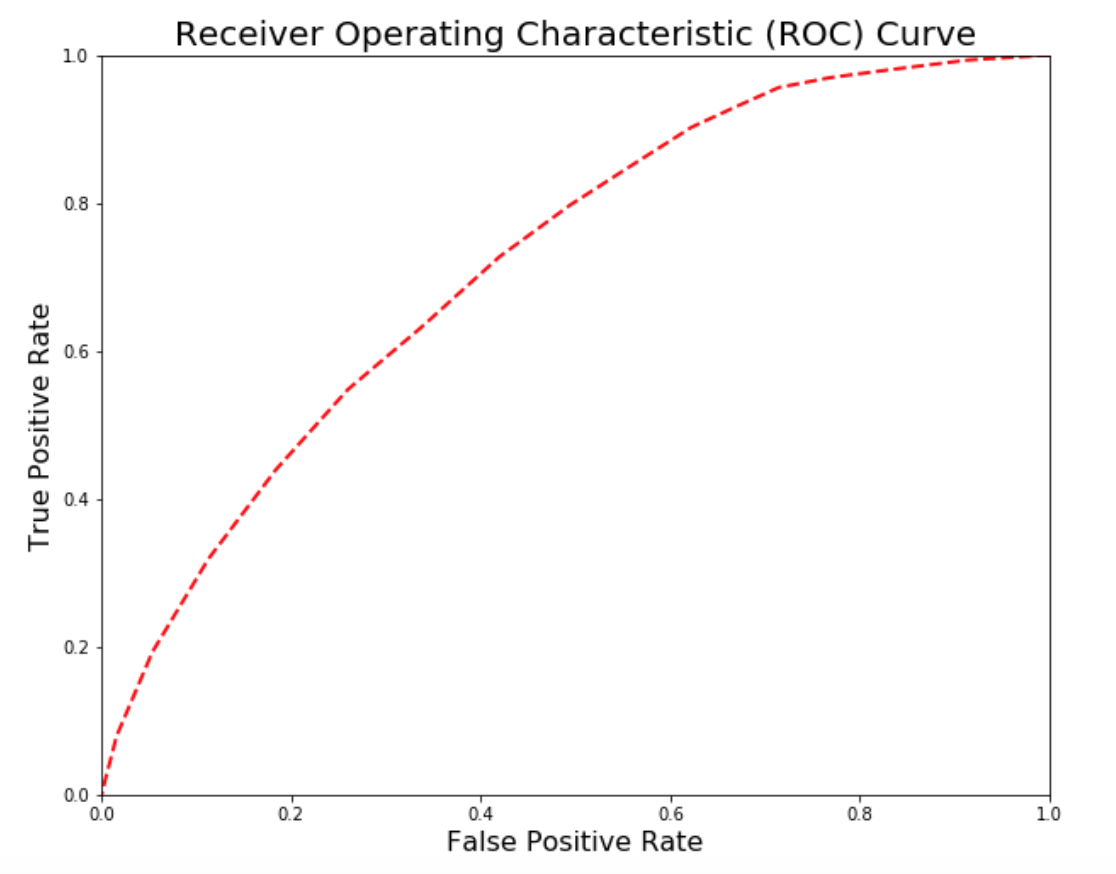 Receiver Operating Characteristic (ROC) Curve
1.0
0.8
0.6
0.4
0.2
0.0
True Positive Rate
0.0 0.2 0.4 0.6 0.8 1.0
False Positive Rate